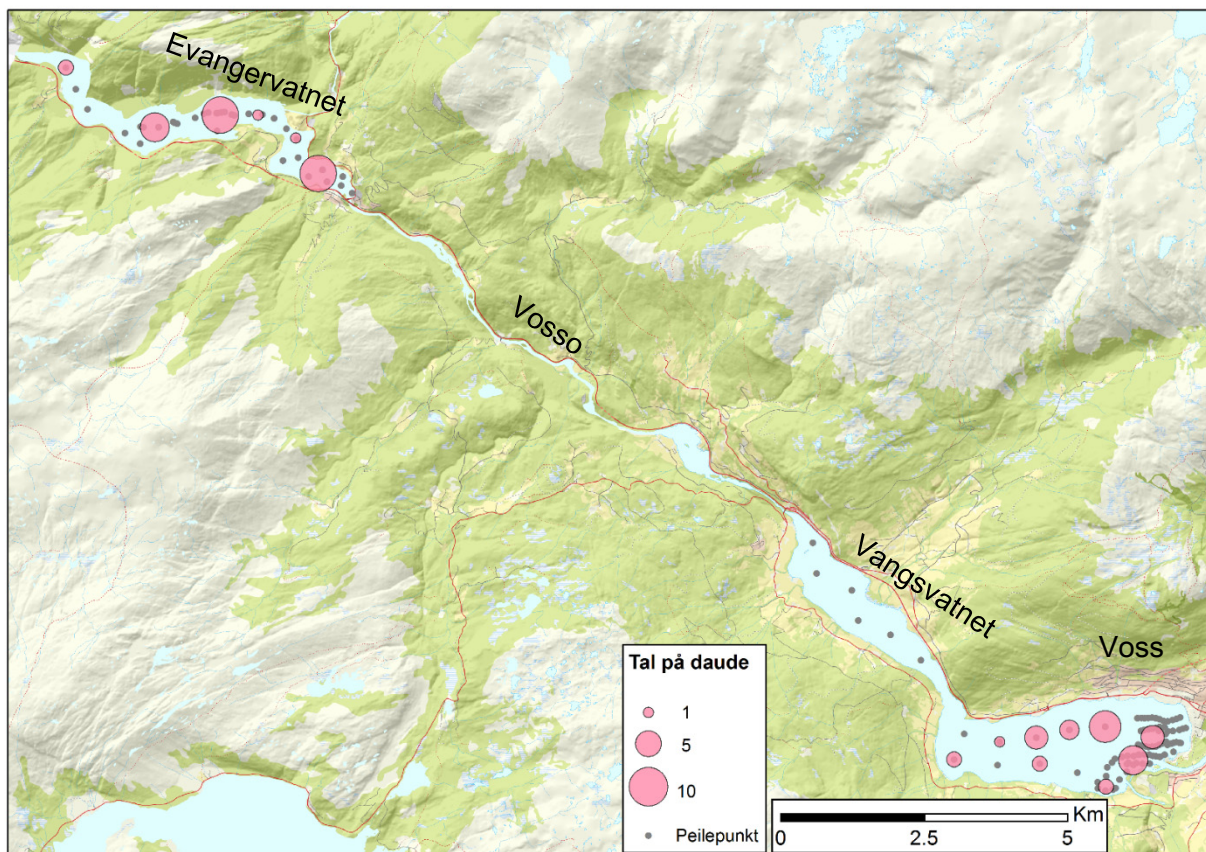 Evangervatnet
Vosso
Vangsvatnet
Voss
Tal på daude
1
5
10
Peilepunkt
Km
0 2.5 5